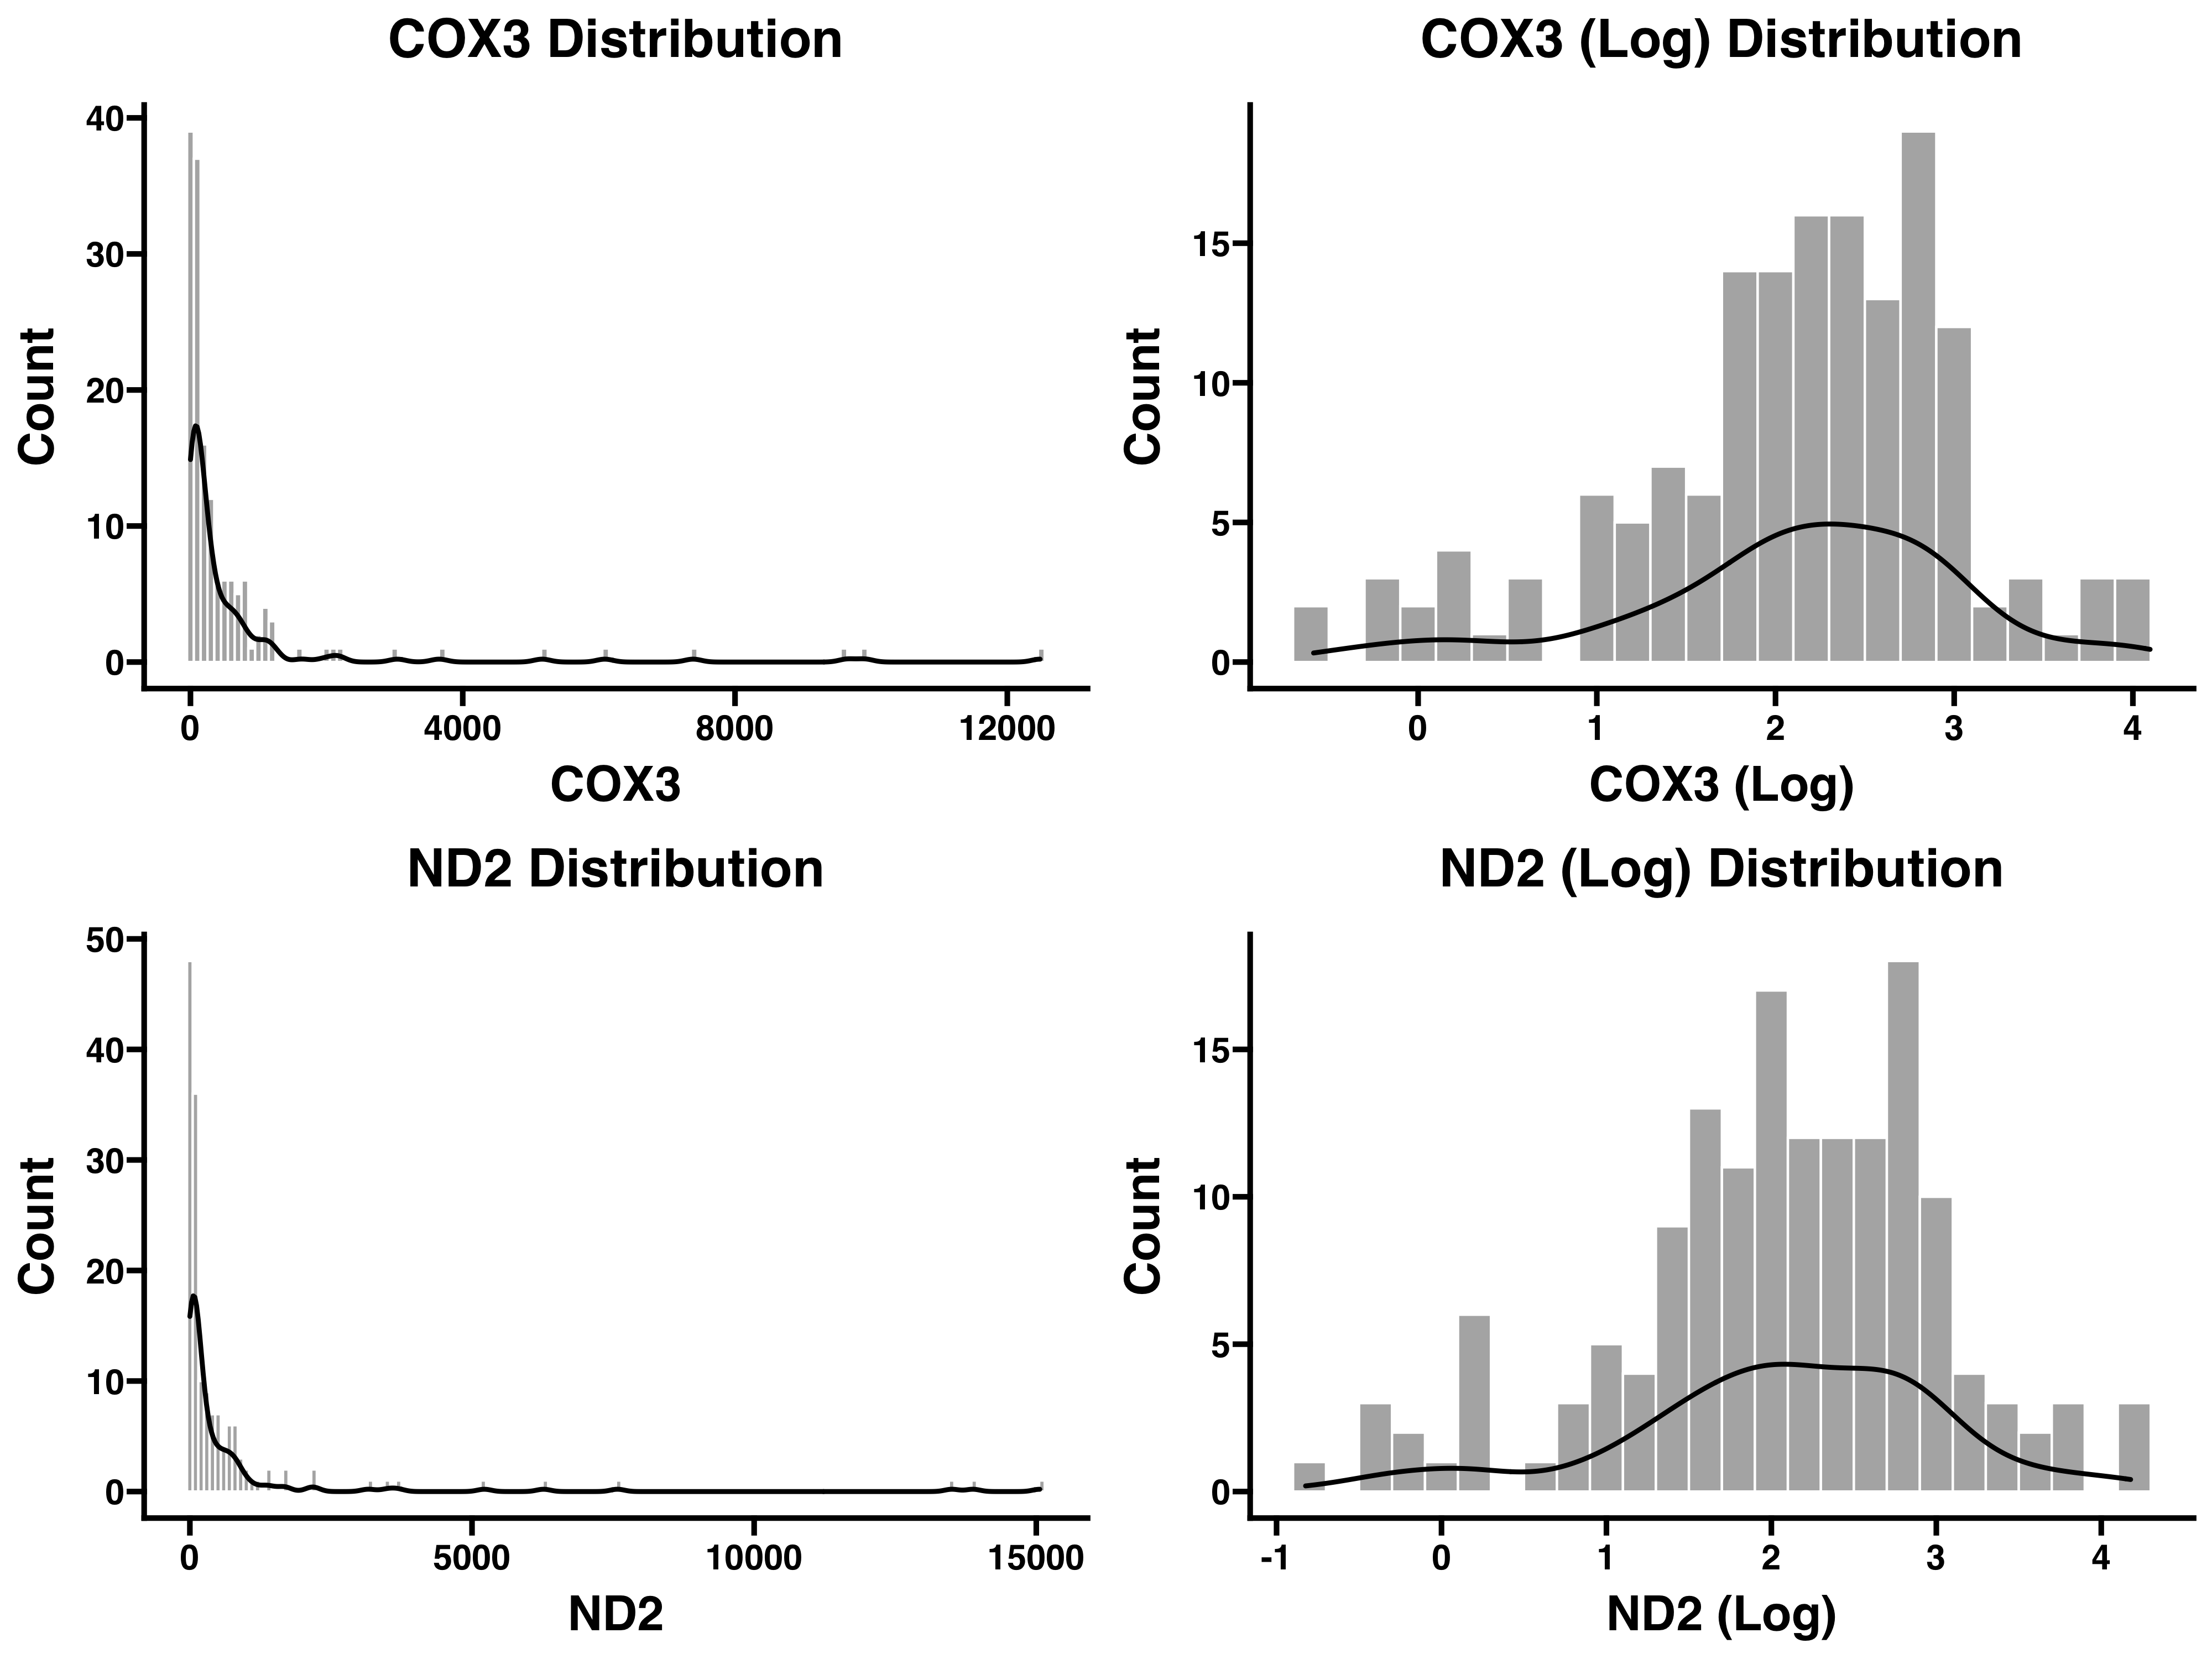 COX3 Distribution
Count
40
30
20
10
0
0 4000 8000 12000
COX3
COX3 (Log) Distribution
Count
15
10
5
0
0 1 2 3 4
COX3 (Log)
ND2 Distribution
Count
50
40
30
20
10
0
0 5000 10000 15000
ND2
ND2 (Log) Distribution
Count
15
10
5
0
-1 0 1 2 3 4
ND2 (Log)